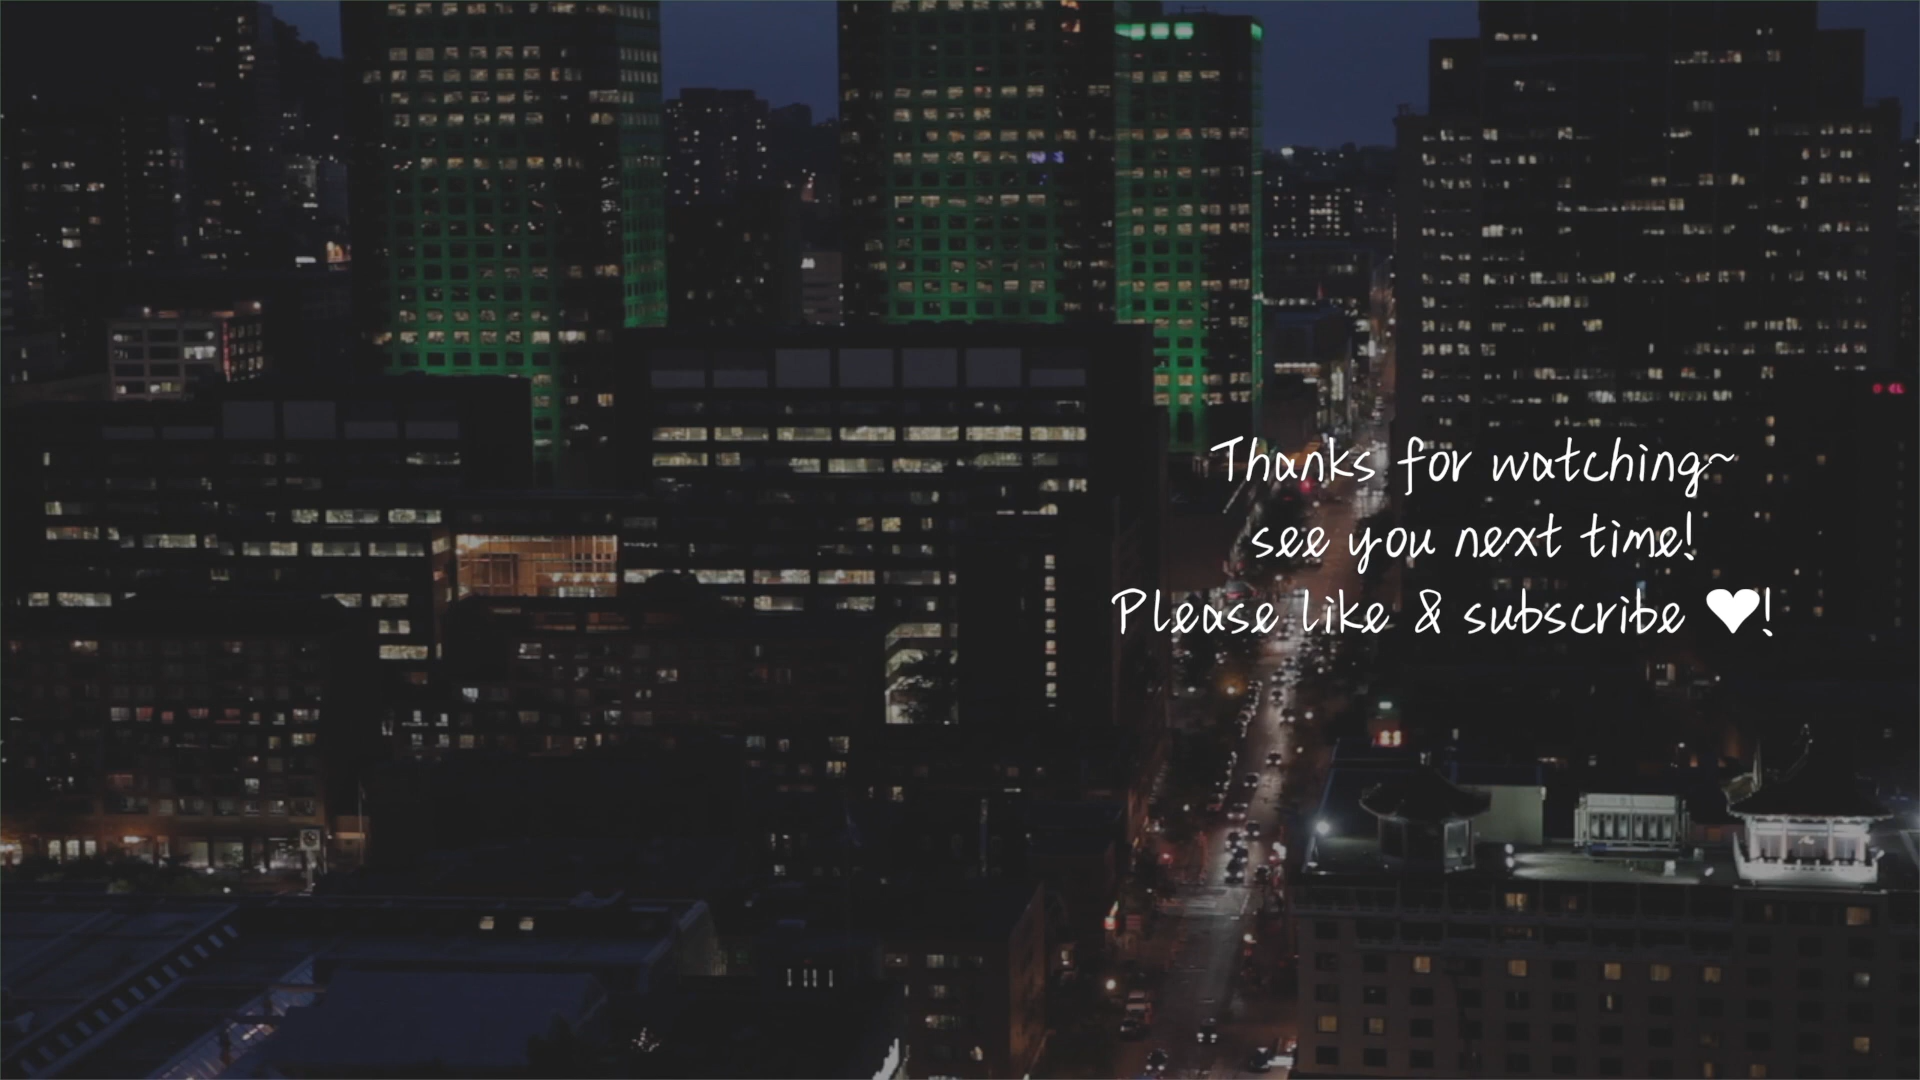 Thanks for watching~
see you next time!
Please like & subscribe ♥!